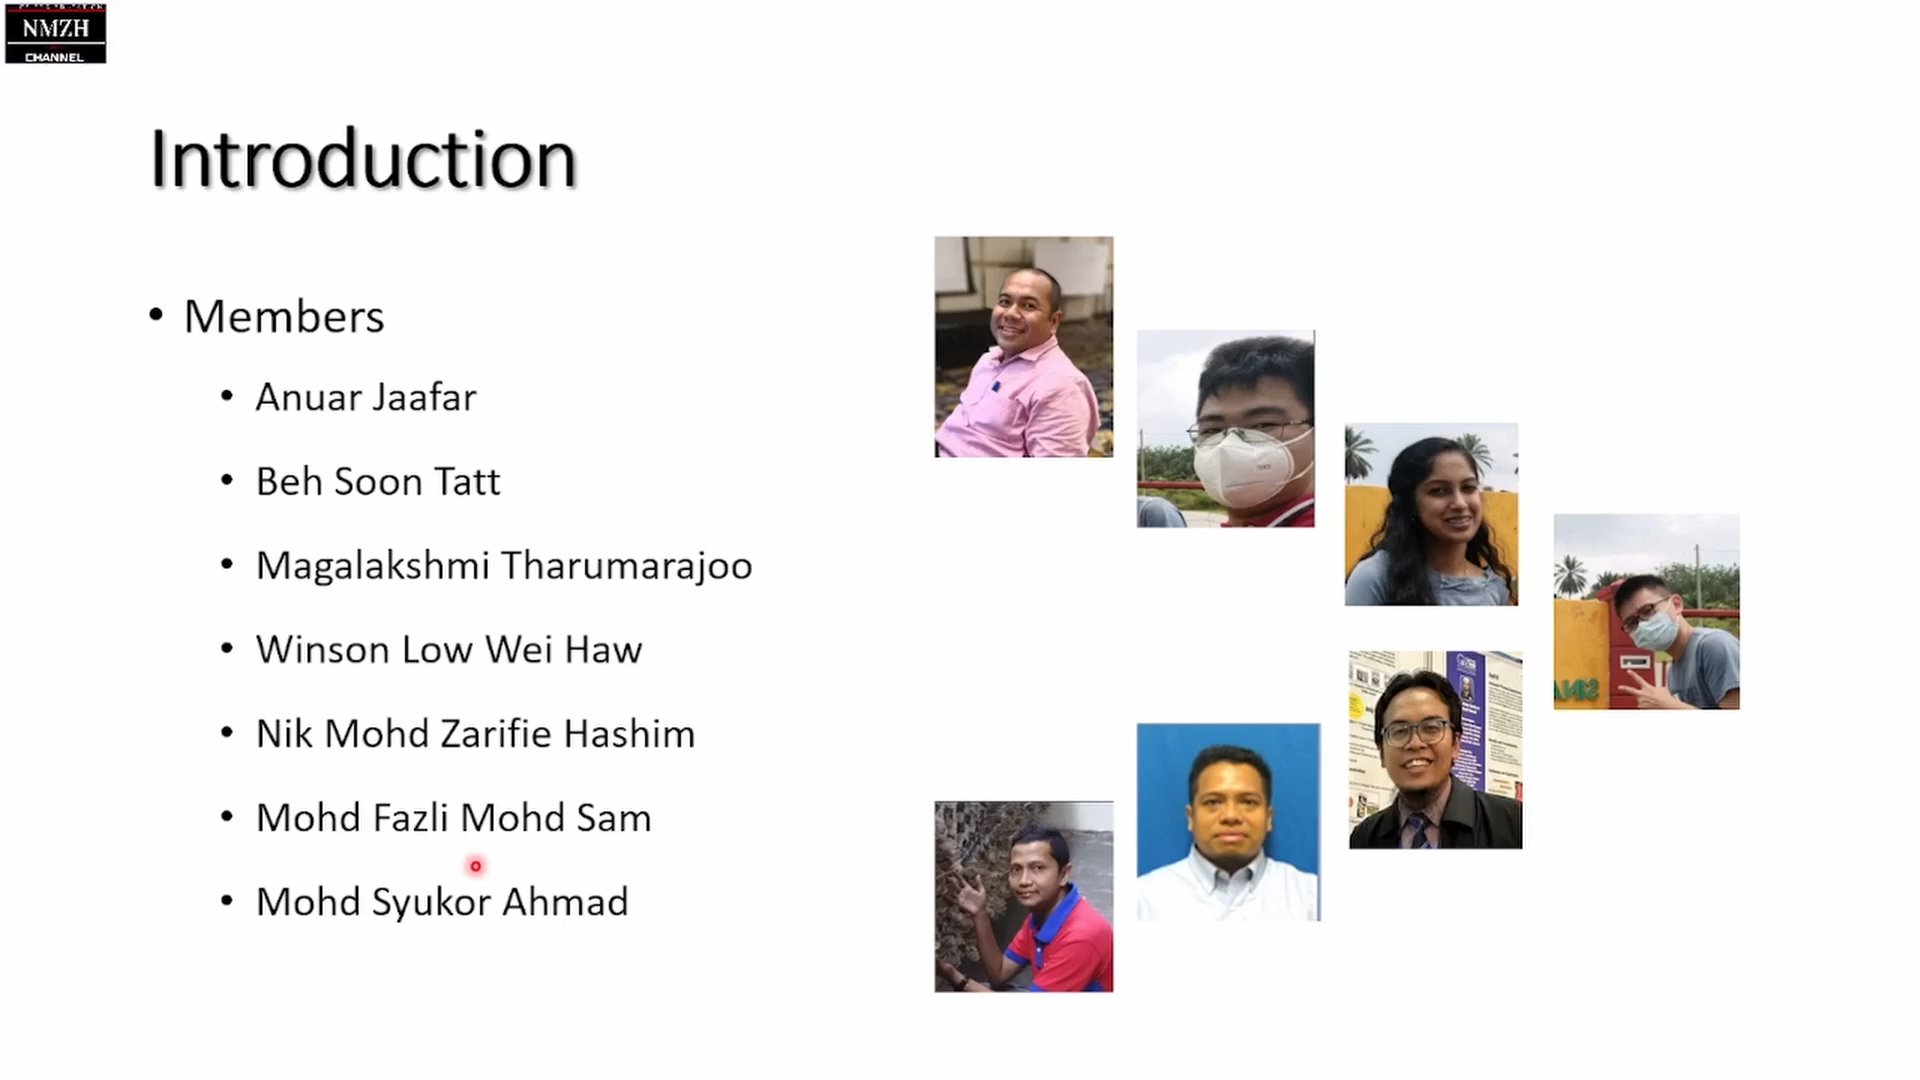 NMZH
CHANNEL
Introduction
• Members
• Anuar Jaafar
• Beh Soon Tatt
• Magalakshmi Tharumarajoo
• Winson Low Wei Haw
• Nik Mohd Zarifie Hashim
• Mohd Fazli Mohd Sam
• Mohd Syukor Ahmad